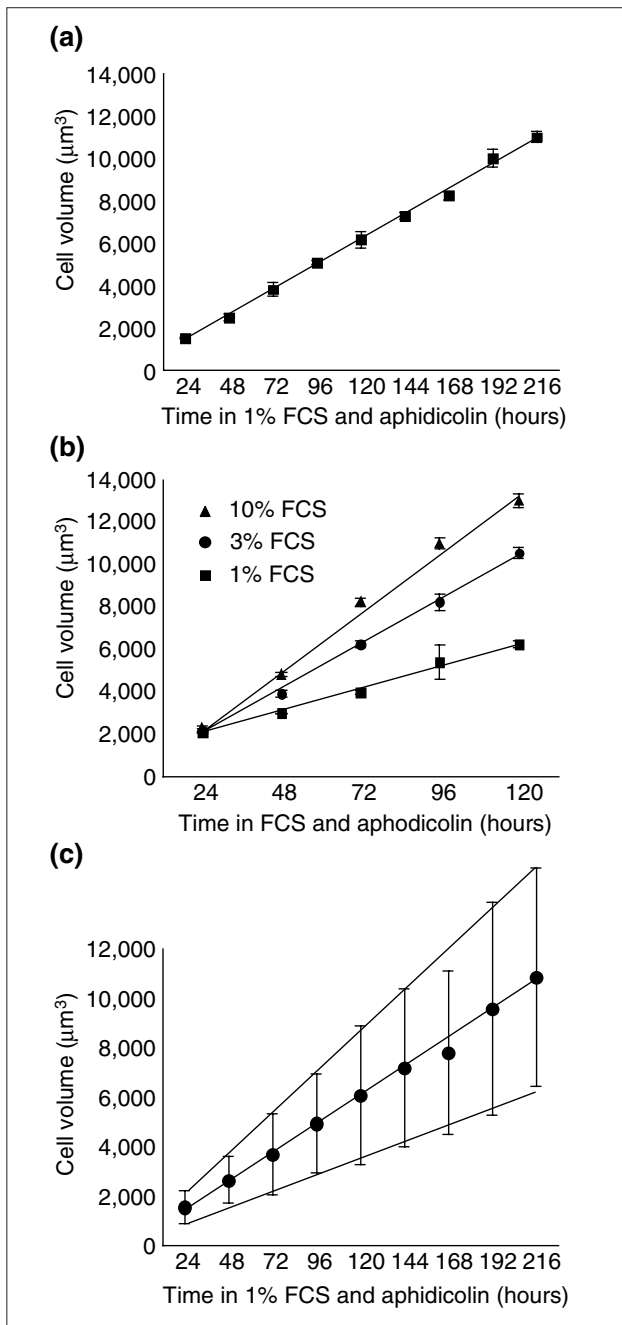 (a)
14,000
12,000
10,000
8,000
6,000
4,000
2,000
0
Cell volume (μm³)
24 48 72 96 120 144 168 192 216
Time in 1% FCS and aphidicolin (hours)
(b)
14,000
12,000
10,000
8,000
6,000
4,000
2,000
0
Cell volume (μm³)
10% FCS
3% FCS
1% FCS
24 48 72 96 120
Time in FCS and aphodicolin (hours)
(c)
12,000
10,000
8,000
6,000
4,000
2,000
0
Cell volume (μm³)
24 48 72 96 120 144 168 192 216
Time in 1% FCS and aphidicolin (hours)